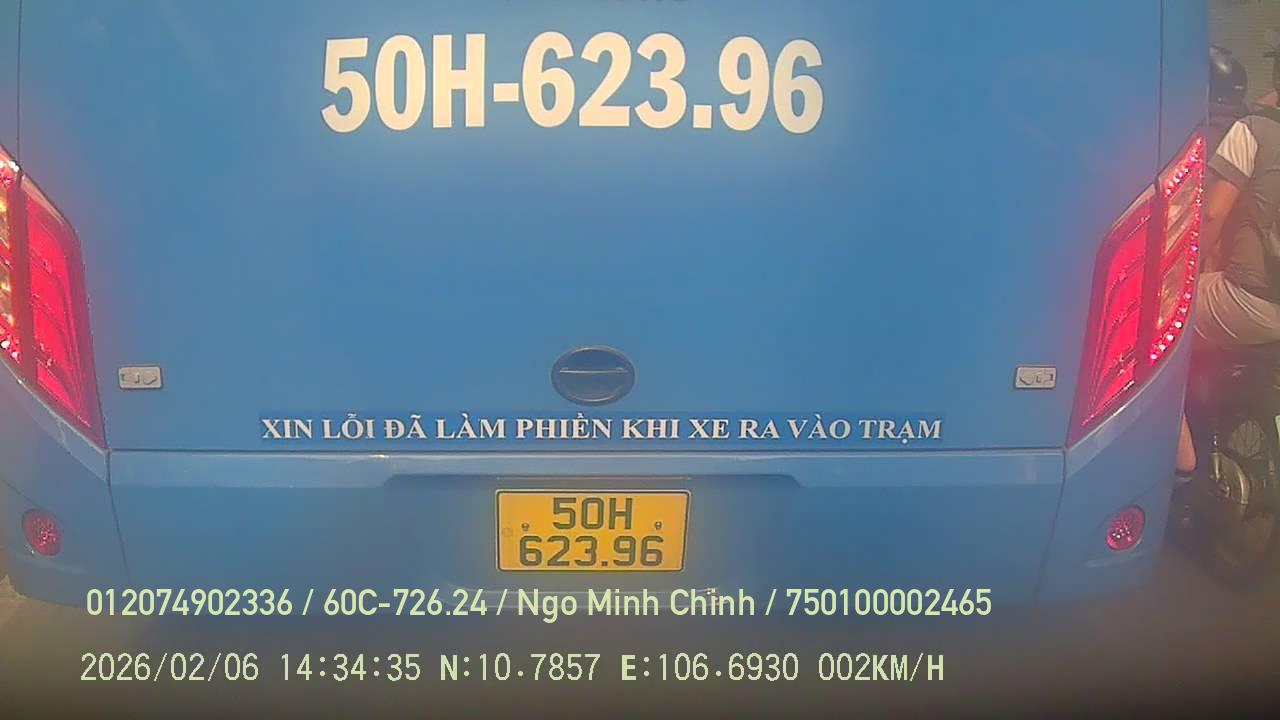 50H-623.96
XIN LỖI ĐÃ LÀM PHIỀN KHI XE RA VÀO TRẠM
50H
623.96
012074902336 / 60C-726.24 / Ngo Minh Chinh / 750100002465
2026/02/06 14:34:35 N:10.7857 E:106.6930 002KM/H